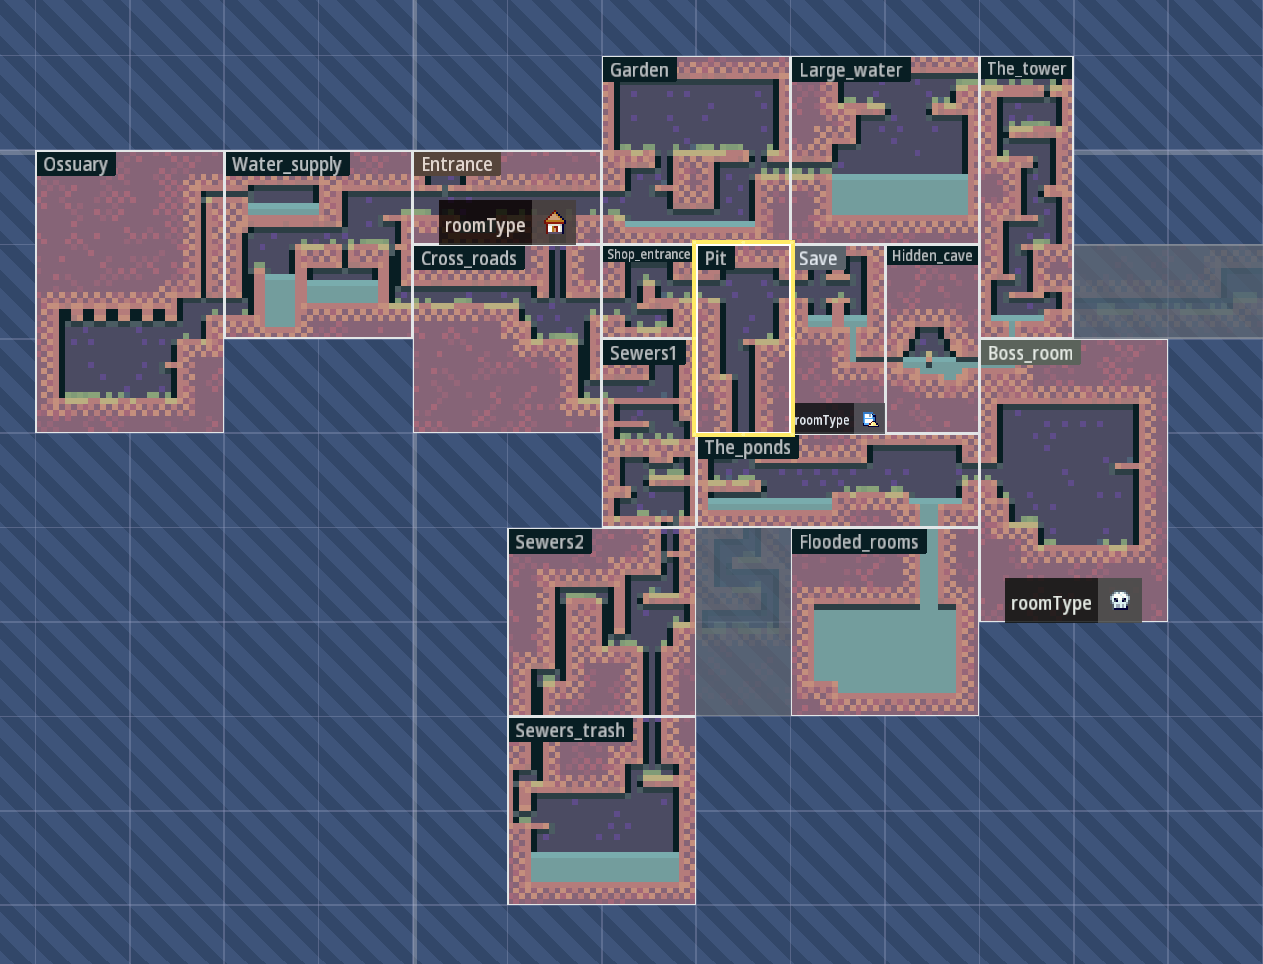 Garden
Large_water
The_tower
Ossuary
Water_supply
Entrance
roomType
Cross_roads
Shop_entrance
Pit
Save
Hidden_cave
Sewers1
Boss_room
roomType
The_ponds
Sewers2
Flooded_rooms
roomType
Sewers_trash